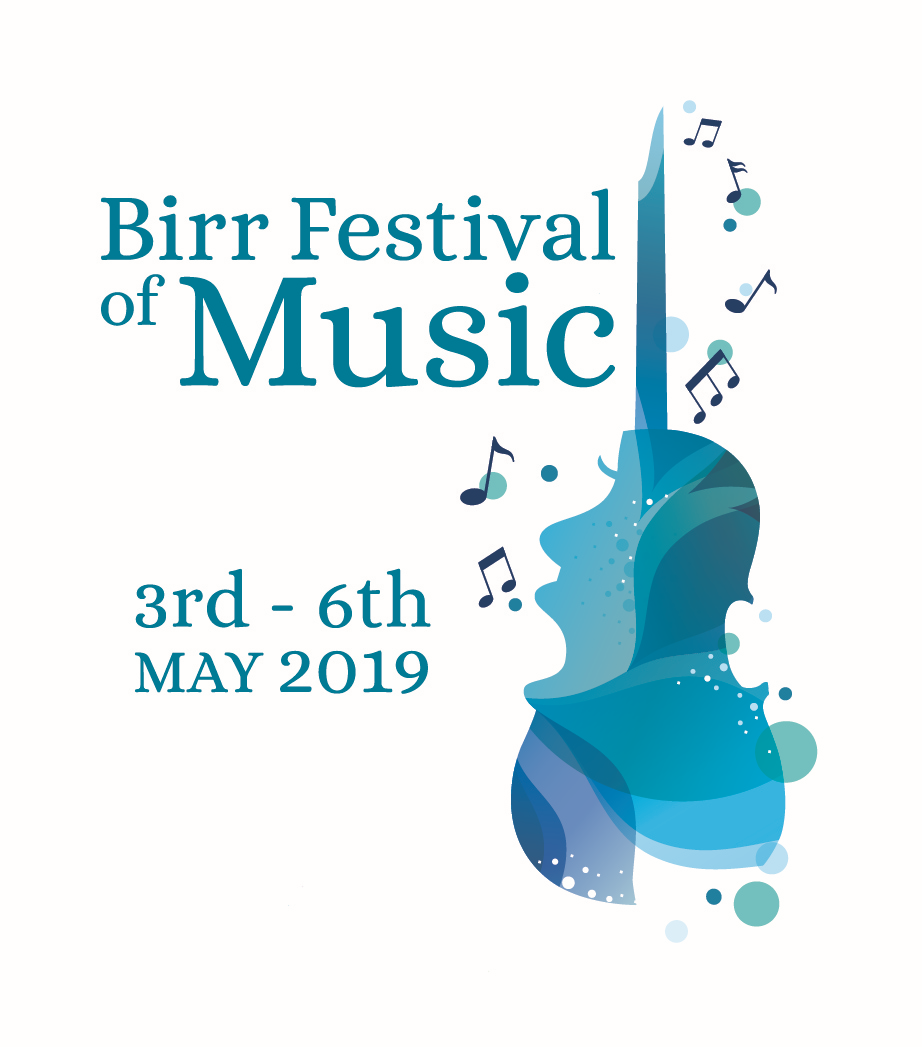 Birr Festival
of Music
3rd - 6th
MAY 2019